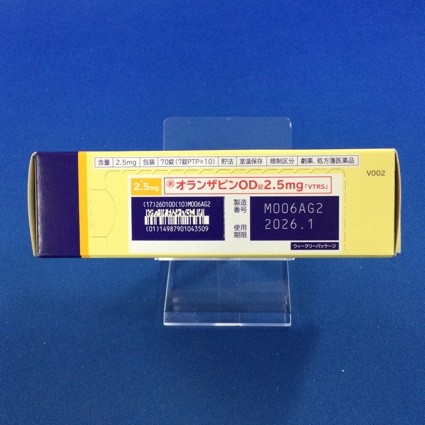 含量 2.5mg 包装 70錠(7錠PTP×10) 貯法 室温保存 規制区分 劇薬、処方箋医薬品
V002
2.5mg 劇 オランザピンOD錠2.5mg「VTRS」
(17)260100(10)M006AG2
(01)14987901043509
製造番号 M006AG2
使用期限 2026.1
ウィークリーパッケージ